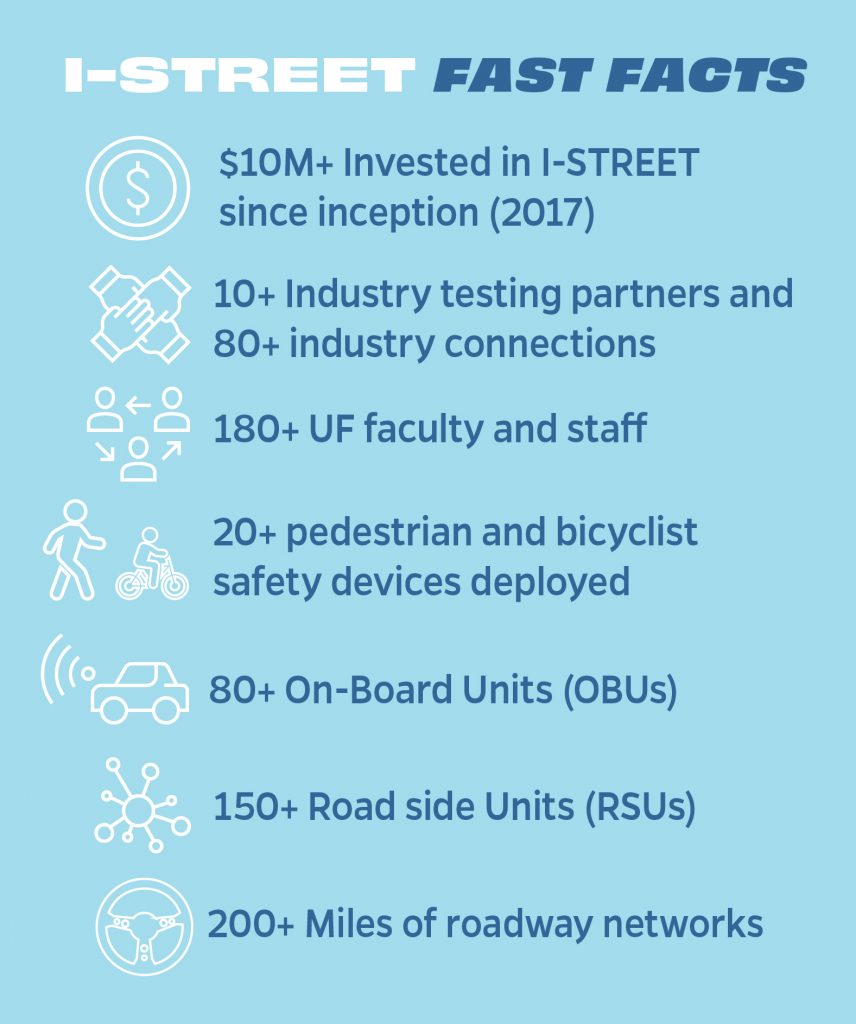 I-STREET FAST FACTS
$10M+ Invested in I-STREET
since inception (2017)
10+ Industry testing partners and
80+ industry connections
180+ UF faculty and staff
20+ pedestrian and bicyclist
safety devices deployed
80+ On-Board Units (OBUs)
150+ Road side Units (RSUs)
200+ Miles of roadway networks